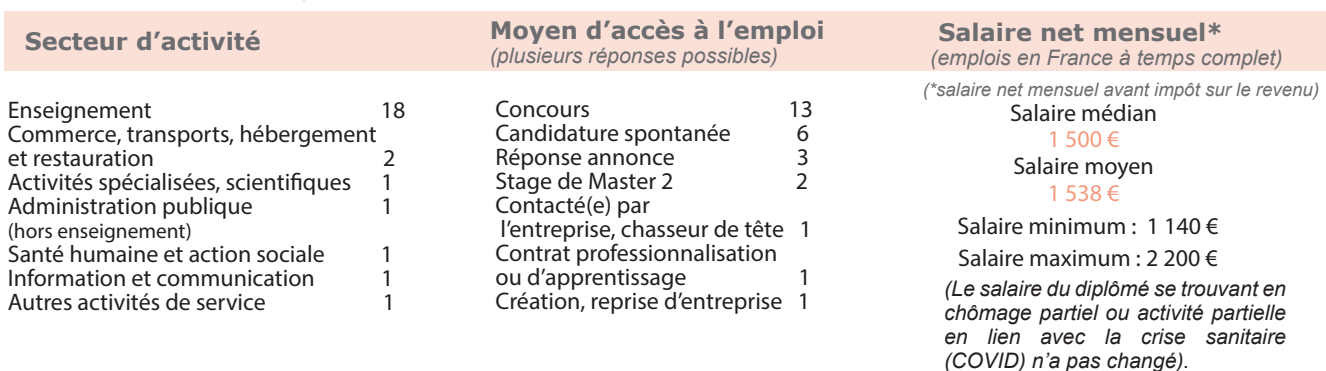 Secteur d’activité
Enseignement 18
Commerce, transports, hébergement
et restauration 2
Activités spécialisées, scientifiques 1
Administration publique 1
(hors enseignement)
Santé humaine et action sociale 1
Information et communication 1
Autres activités de service 1
Moyen d’accès à l’emploi
(plusieurs réponses possibles)
Concours 13
Candidature spontanée 6
Réponse annonce 3
Stage de Master 2 2
Contacté(e) par
l’entreprise, chasseur de tête 1
Contrat professionnalisation
ou d’apprentissage 1
Création, reprise d’entreprise 1
Salaire net mensuel*
(emplois en France à temps complet)
(*salaire net mensuel avant impôt sur le revenu)
Salaire médian
1 500 €
Salaire moyen
1 538 €
Salaire minimum : 1 140 €
Salaire maximum : 2 200 €
(Le salaire du diplômé se trouvant en
chômage partiel ou activité partielle
en lien avec la crise sanitaire
(COVID) n’a pas changé).